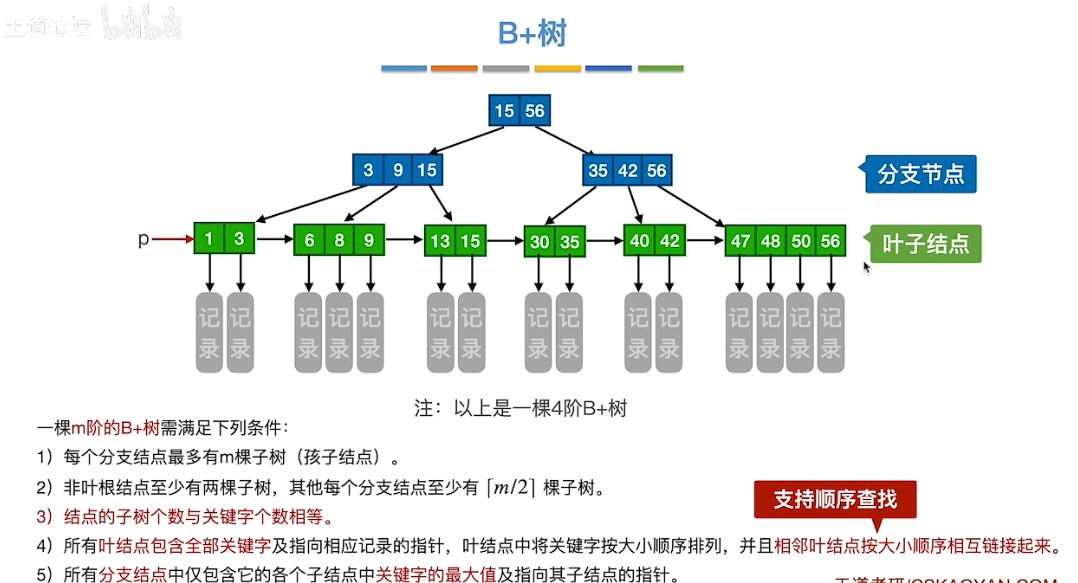 王道论坛 bilibili
B+树
15 56
3 9 15
35 42 56
分支节点
p
1 3
6 8 9
13 15
30 35
40 42
47 48 50 56
叶子结点
记录 记录 记录 记录 记录 记录 记录 记录 记录 记录 记录 记录 记录 记录 记录
注：以上是一棵4阶B+树
一棵m阶的B+树需满足下列条件：
1）每个分支结点最多有m棵子树（孩子结点）。
2）非叶根结点至少有两棵子树，其他每个分支结点至少有 ⌈m/2⌉ 棵子树。
支持顺序查找
3）结点的子树个数与关键字个数相等。
4）所有叶结点包含全部关键字及指向相应记录的指针，叶结点中将关键字按大小顺序排列，并且相邻叶结点按大小顺序相互链接起来。
5）所有分支结点中仅包含它的各个子结点中关键字的最大值及指向其子结点的指针。
王道考研/CSKAOYAN.COM